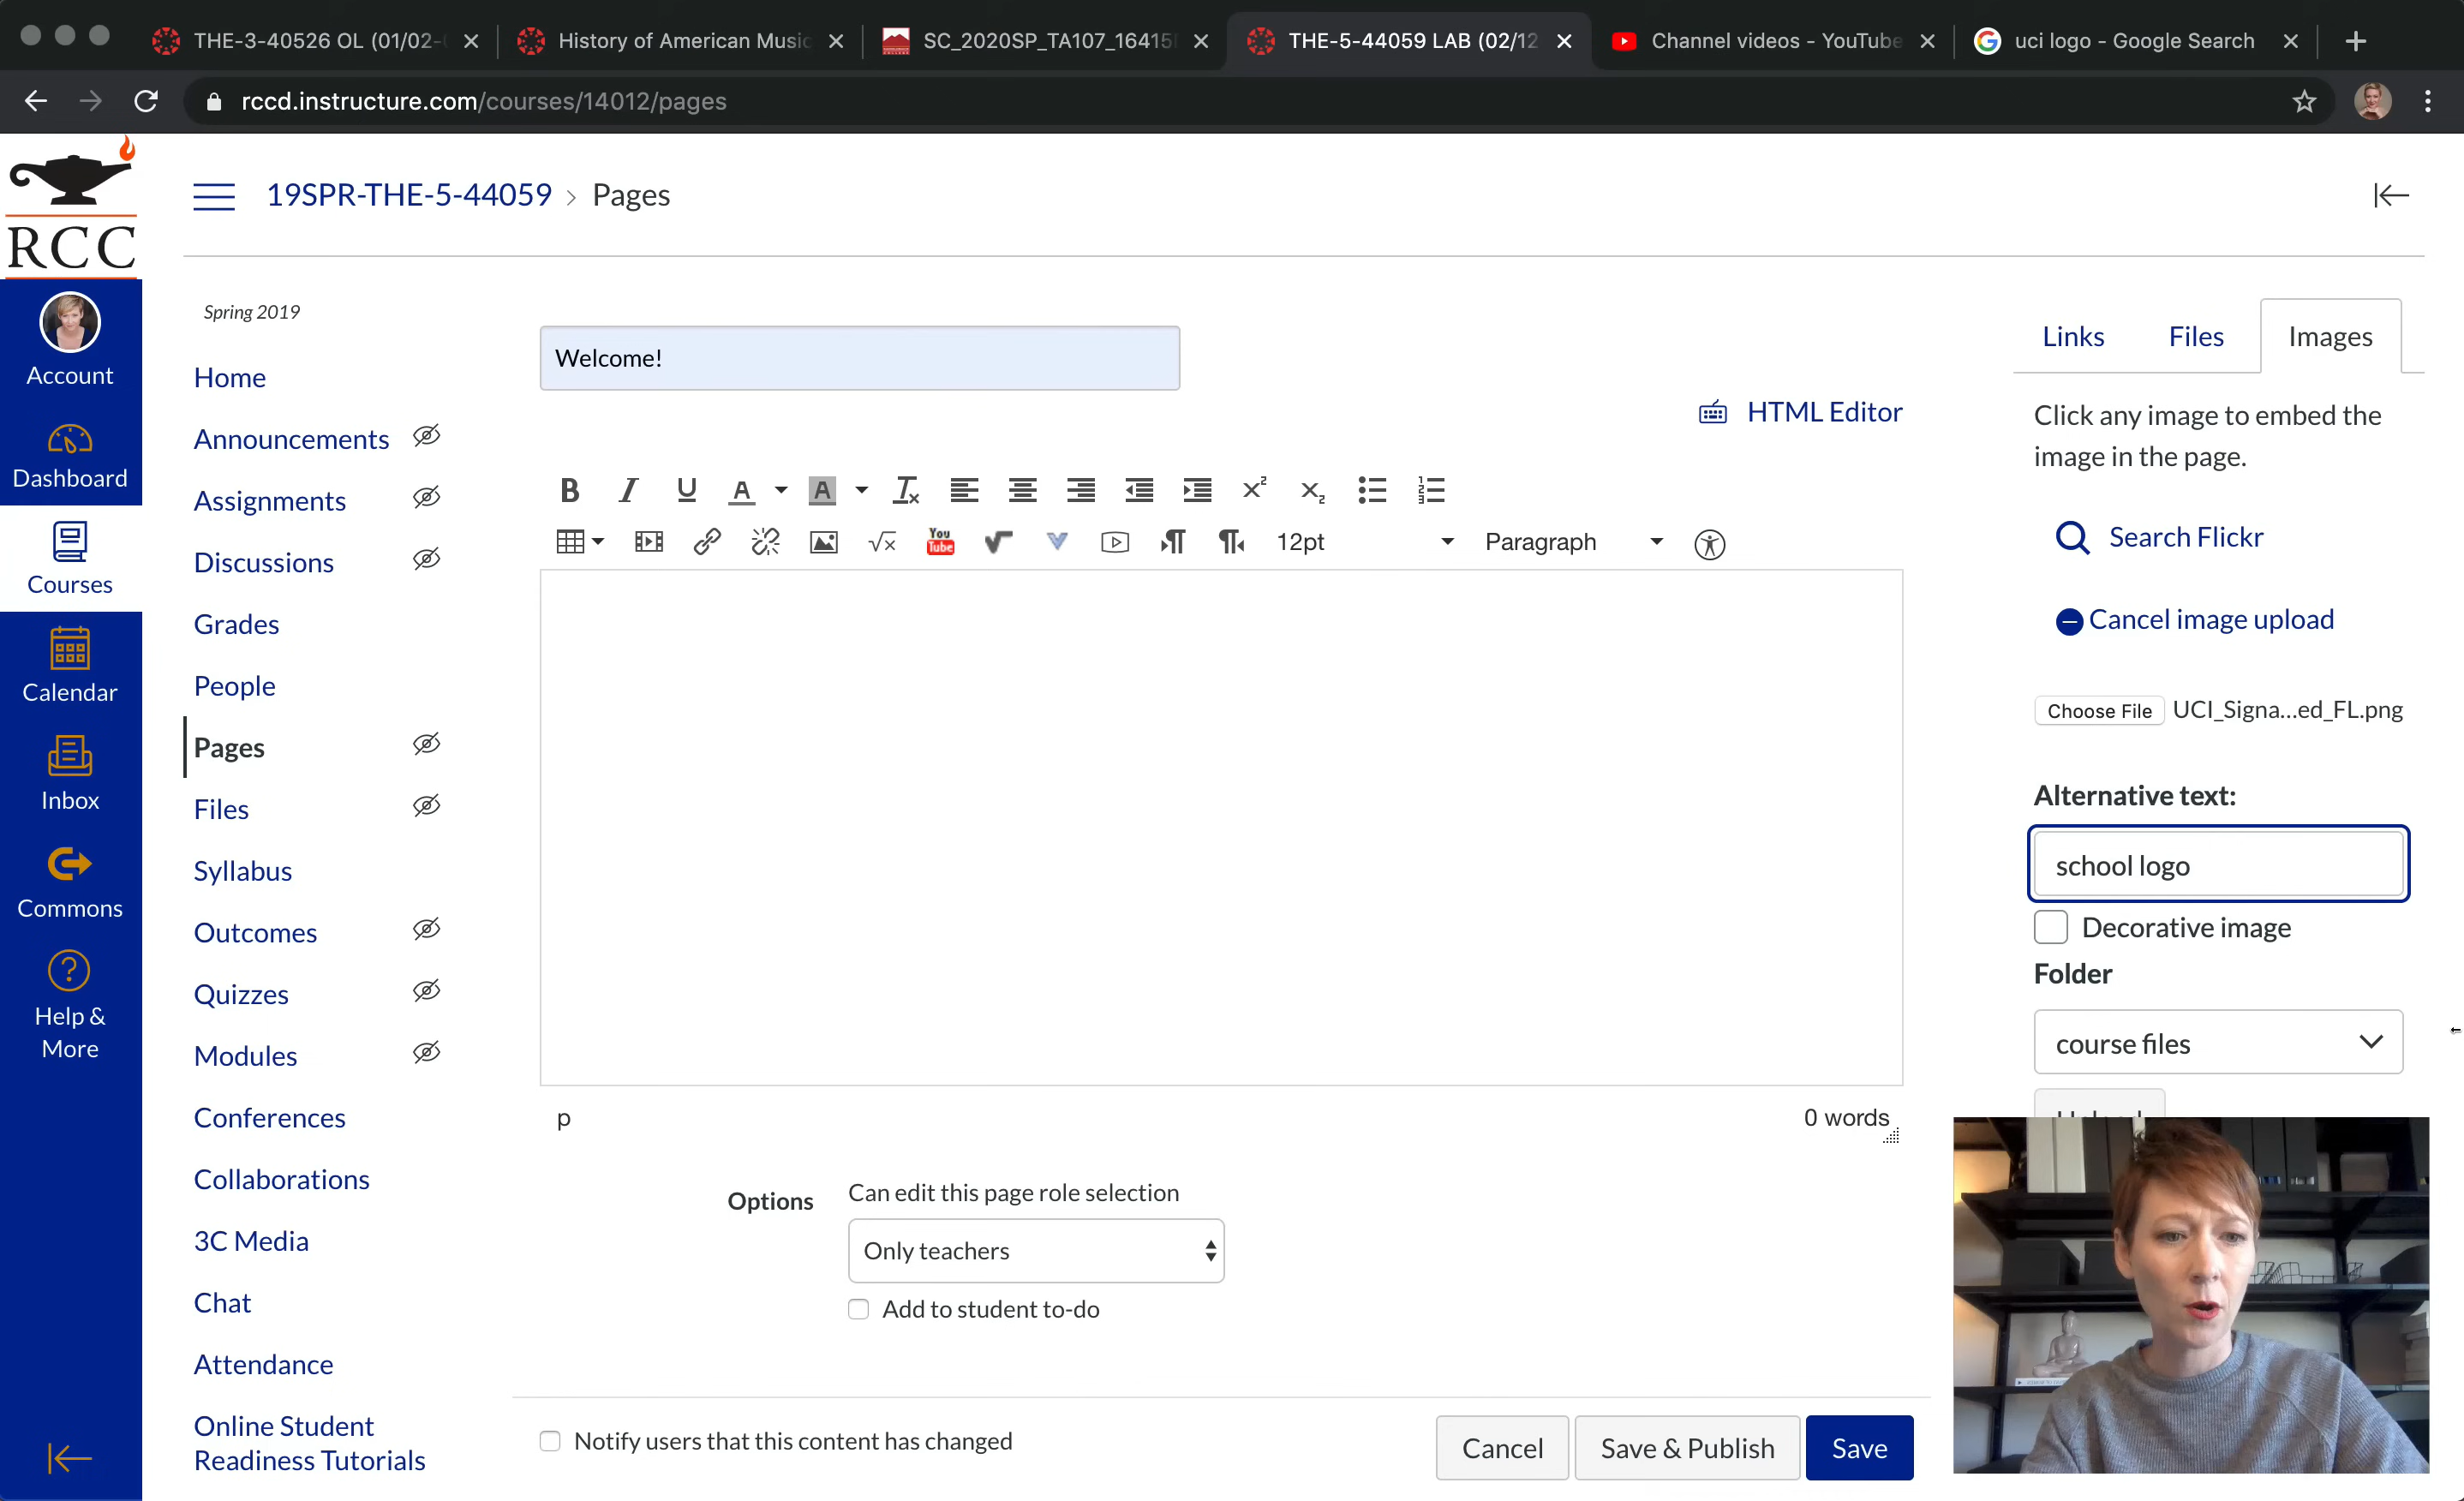 THE-3-40526 OL (01/02-
History of American Music
SC_2020SP_TA107_16415
THE-5-44059 LAB (02/12
Channel videos - YouTube
uci logo - Google Search
rccd.instructure.com/courses/14012/pages
RCC
19SPR-THE-5-44059 > Pages
Account
Dashboard
Courses
Calendar
Inbox
Commons
Help &
More
Spring 2019
Home
Announcements
Assignments
Discussions
Grades
People
Pages
Files
Syllabus
Outcomes
Quizzes
Modules
Conferences
Collaborations
3C Media
Chat
Attendance
Online Student
Readiness Tutorials
Welcome!
HTML Editor
You
Tube
12pt
Paragraph
p
0 words
Options
Can edit this page role selection
Only teachers
Add to student to-do
Notify users that this content has changed
Cancel
Save & Publish
Save
Links
Files
Images
Click any image to embed the
image in the page.
Search Flickr
Cancel image upload
Choose File UCI_Signa...ed_FL.png
Alternative text:
school logo
Decorative image
Folder
course files